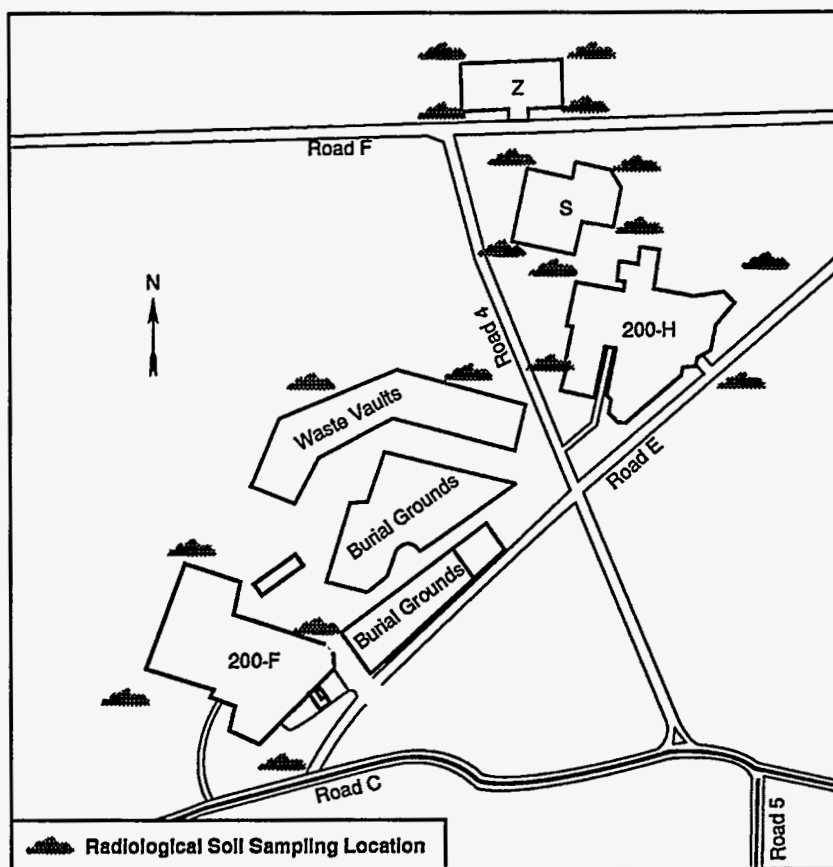 Z
Road F
S
N
200-H
Road 4
Waste Vaults
Road E
Burial Grounds
Burial Grounds
200-F
Road C
Road 5
Radiological Soil Sampling Location